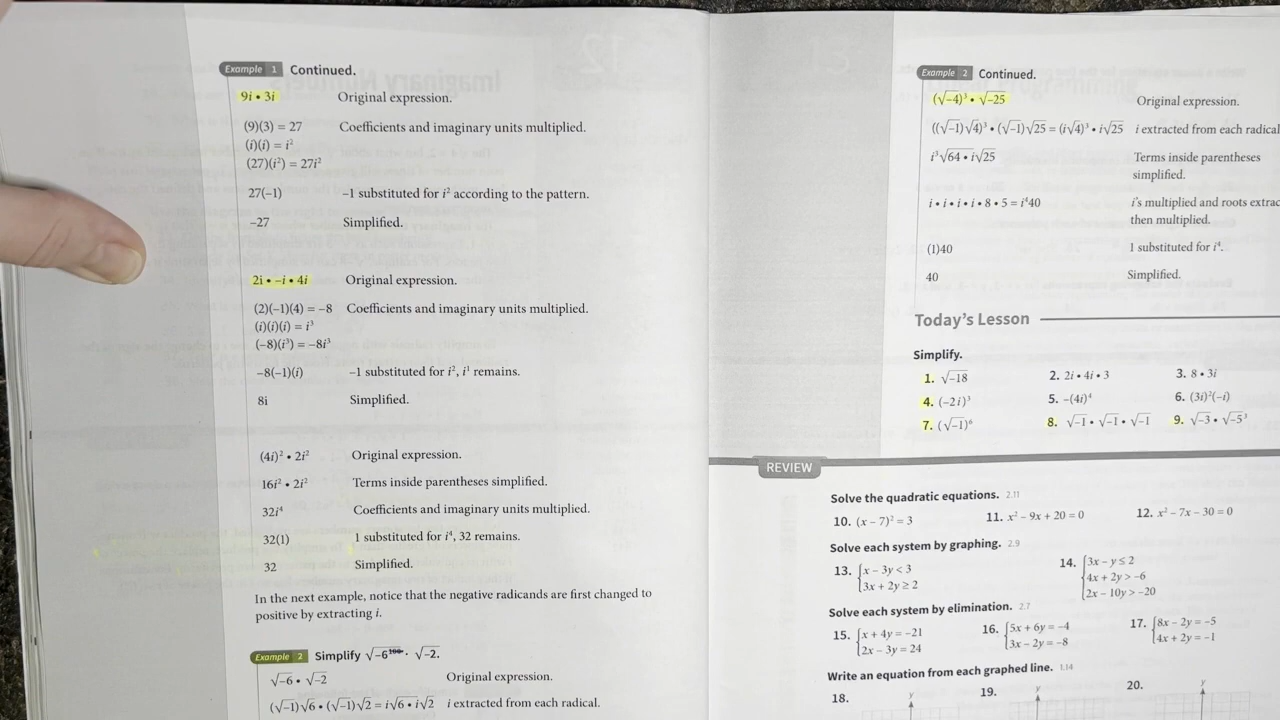 Example 1 Continued.
9i • 3i Original expression.
(9)(3) = 27 Coefficients and imaginary units multiplied.
(i)(i) = i²
(27)(i²) = 27i²
27(−1) −1 substituted for i² according to the pattern.
−27 Simplified.
2i • −i • 4i Original expression.
(2)(−1)(4) = −8 Coefficients and imaginary units multiplied.
(i)(i)(i) = i³
(−8)(i³) = −8i³
−8(−1)(i) −1 substituted for i², i¹ remains.
8i Simplified.
(4i)² • 2i² Original expression.
16i² • 2i² Terms inside parentheses simplified.
32i⁴ Coefficients and imaginary units multiplied.
32(1) 1 substituted for i⁴, 32 remains.
32 Simplified.
In the next example, notice that the negative radicands are first changed to
positive by extracting i.
Example 2 Simplify √−6 · √−2.
√−6 • √−2 Original expression.
(√−1)√6 • (√−1)√2 = i√6 • i√2 i extracted from each radical.
Example 2 Continued.
(√−4)³ • √−25 Original expression.
((√−1)√4)³ • (√−1)√25 = (i√4)³ • i√25 i extracted from each radical
i³√64 • i√25 Terms inside parentheses
simplified.
i • i • i • i • 8 • 5 = i⁴40 i's multiplied and roots extrac
then multiplied.
(1)40 1 substituted for i⁴.
40 Simplified.
Today's Lesson
Simplify.
1. √−18 2. 2i • 4i • 3 3. 8 • 3i
4. (−2i)³ 5. −(4i)⁴ 6. (3i)²(−i)
7. (√−1)⁶ 8. √−1 • √−1 • √−1 9. √−3 • √−5³
REVIEW
Solve the quadratic equations. 2.11
10. (x − 7)² = 3 11. x² − 9x + 20 = 0 12. x² − 7x − 30 = 0
Solve each system by graphing. 2.9
13. {x − 3y < 3 14. {3x − y ≤ 2
3x + 2y ≥ 2 4x + 2y > −6
2x − 10y > −20
Solve each system by elimination. 2.7
15. {x + 4y = −21 16. {5x + 6y = −4 17. {8x − 2y = −5
2x − 3y = 24 3x − 2y = −8 4x + 2y = −1
Write an equation from each graphed line. 1.14
18. y 19. y 20. y